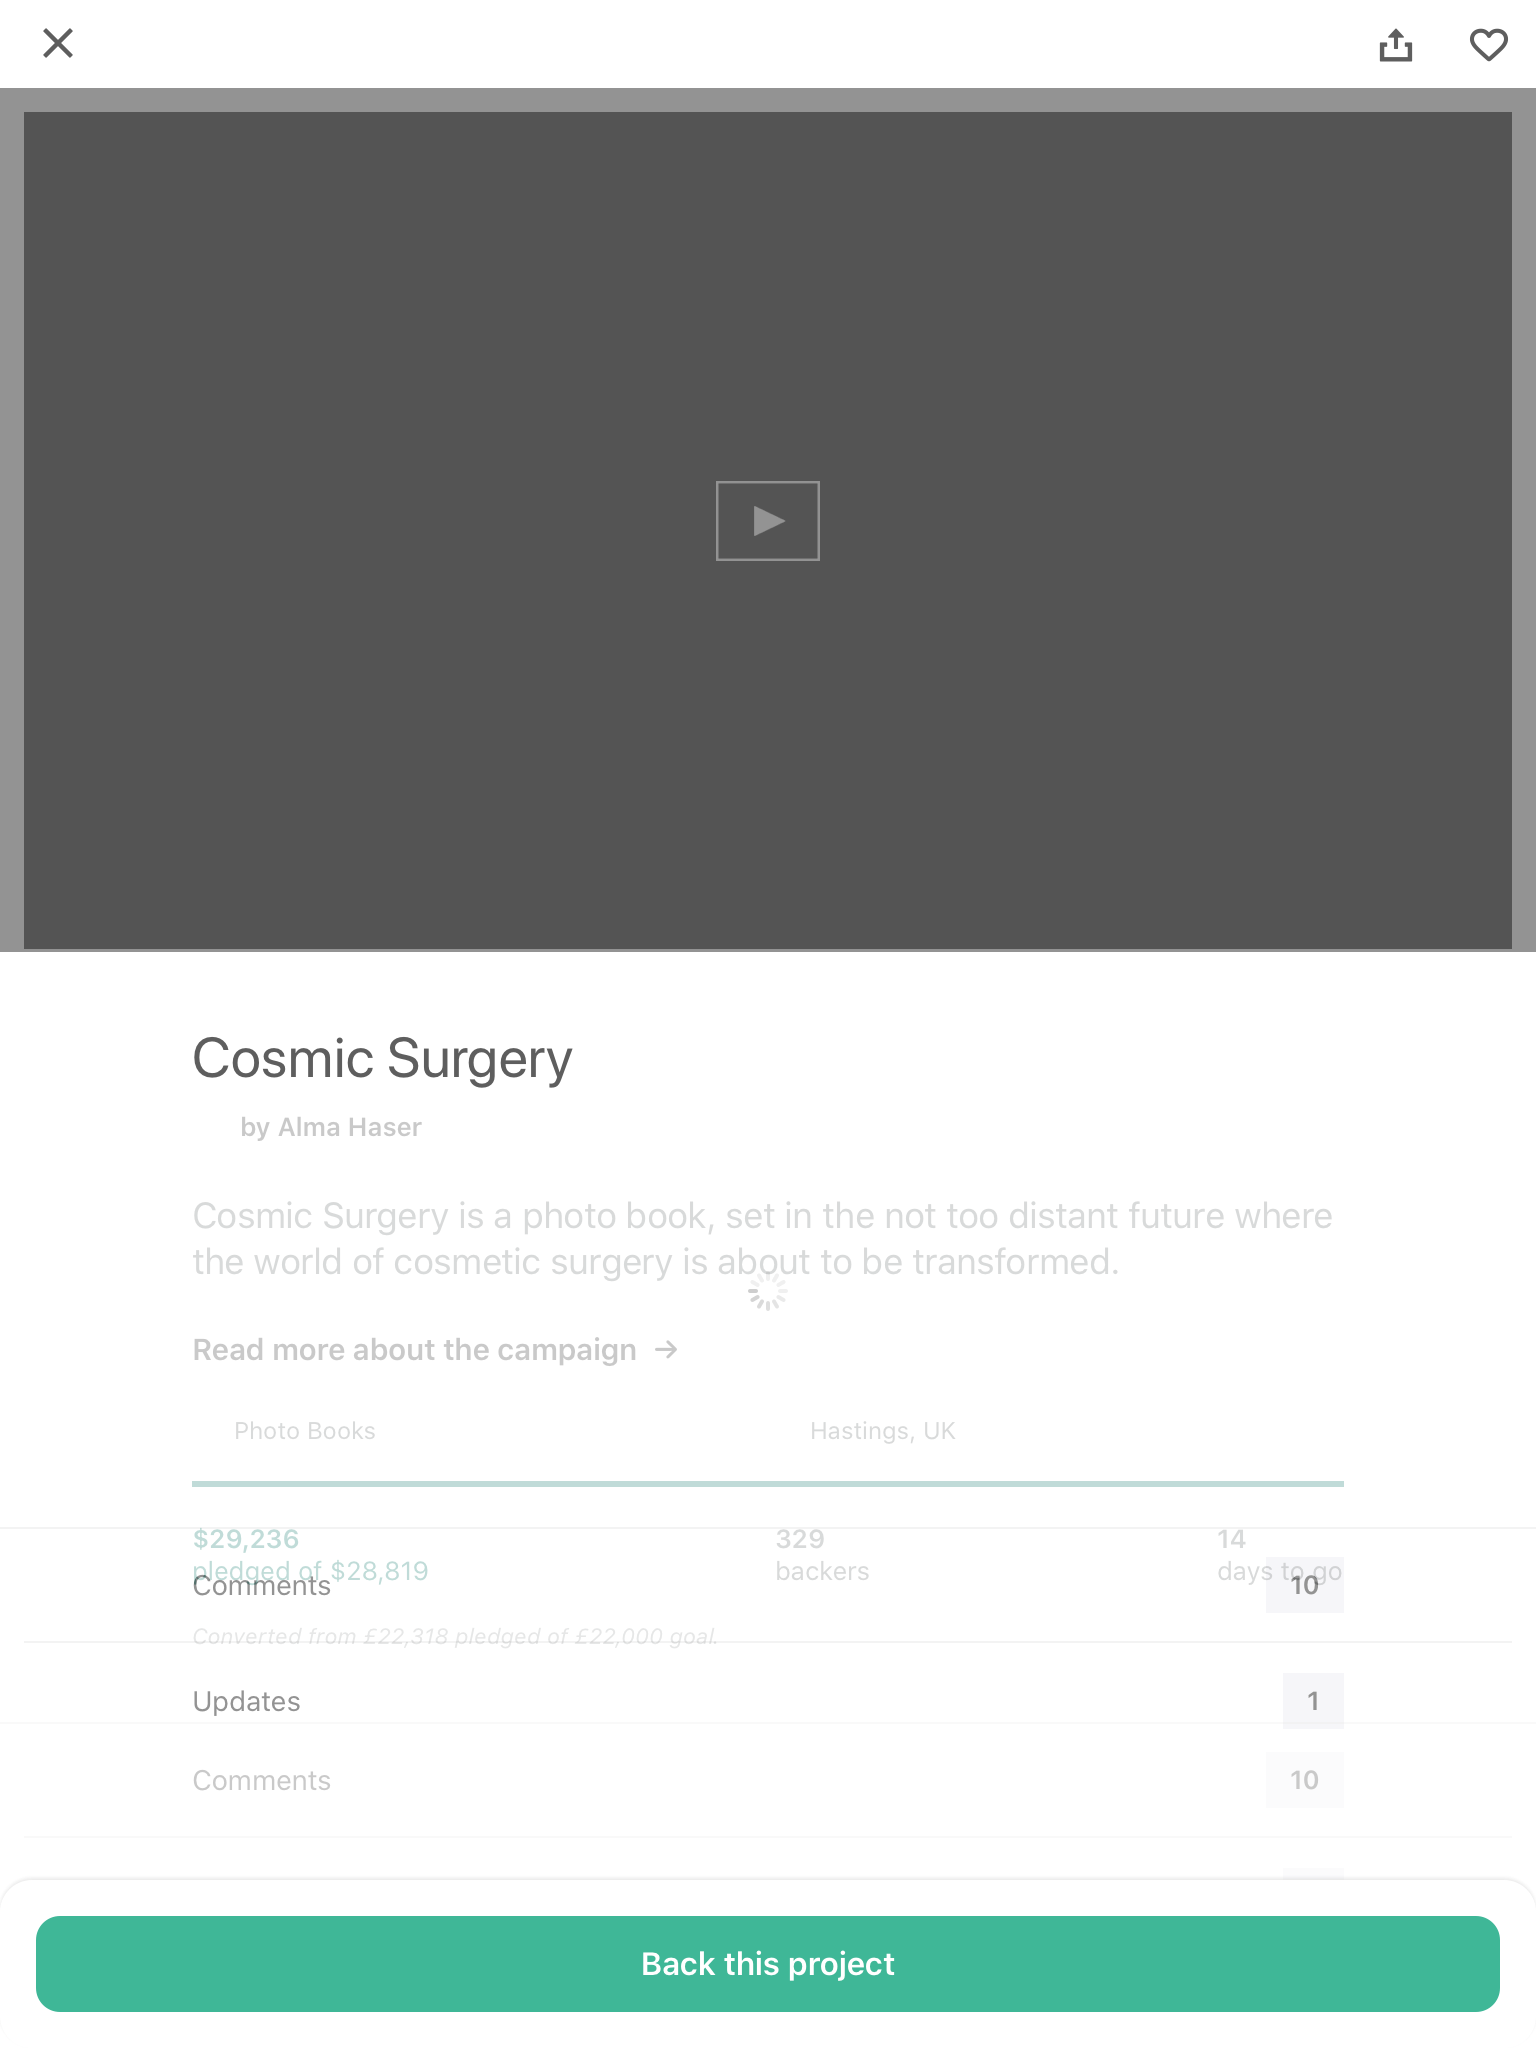 Cosmic Surgery
by Alma Haser
Cosmic Surgery is a photo book, set in the not too distant future where
the world of cosmetic surgery is about to be transformed.
Read more about the campaign →
Photo Books
Hastings, UK
$29,236
pledged of $28,819
329
backers
14
days to go
Comments
10
Converted from £22,318 pledged of £22,000 goal.
Updates
1
Comments
10
Back this project